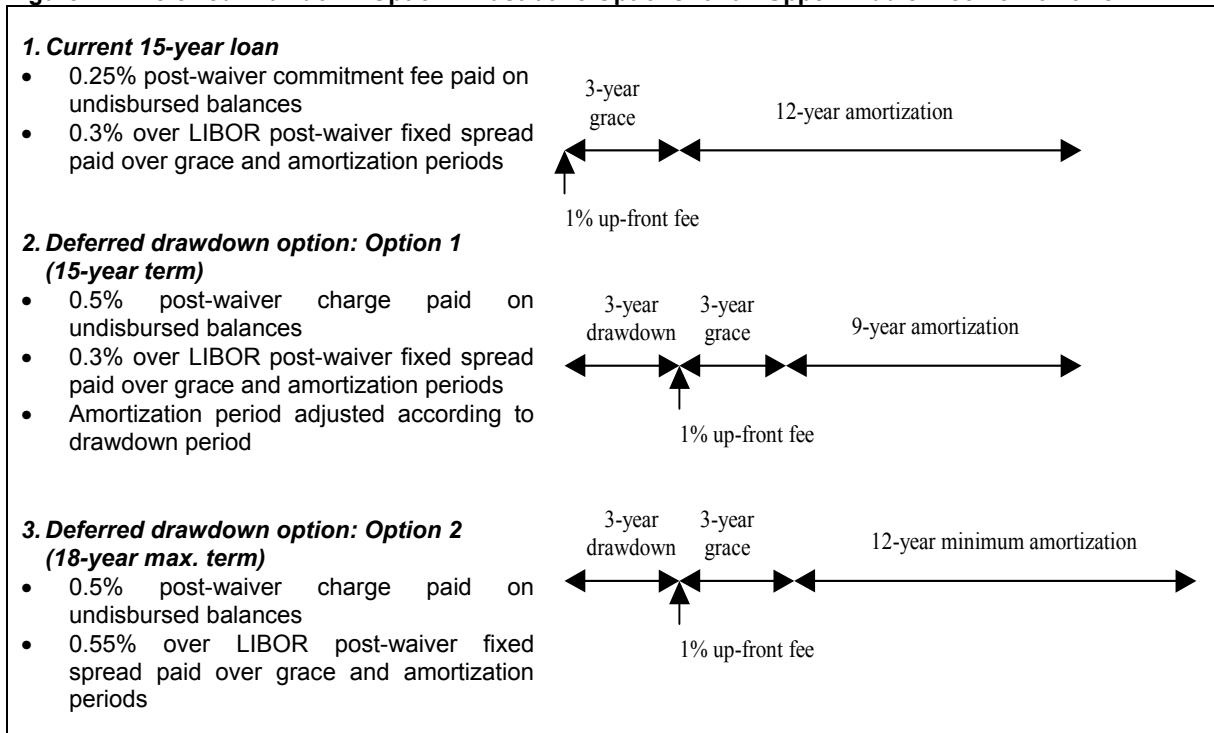 1. Current 15-year loan
• 0.25% post-waiver commitment fee paid on
undisbursed balances
• 0.3% over LIBOR post-waiver fixed spread
paid over grace and amortization periods
3-year
grace
12-year amortization
1% up-front fee
2. Deferred drawdown option: Option 1
(15-year term)
• 0.5% post-waiver charge paid on
undisbursed balances
• 0.3% over LIBOR post-waiver fixed spread
paid over grace and amortization periods
• Amortization period adjusted according to
drawdown period
3-year
drawdown
3-year
grace
9-year amortization
1% up-front fee
3. Deferred drawdown option: Option 2
(18-year max. term)
• 0.5% post-waiver charge paid on
undisbursed balances
• 0.55% over LIBOR post-waiver fixed
spread paid over grace and amortization
periods
3-year
drawdown
3-year
grace
12-year minimum amortization
1% up-front fee